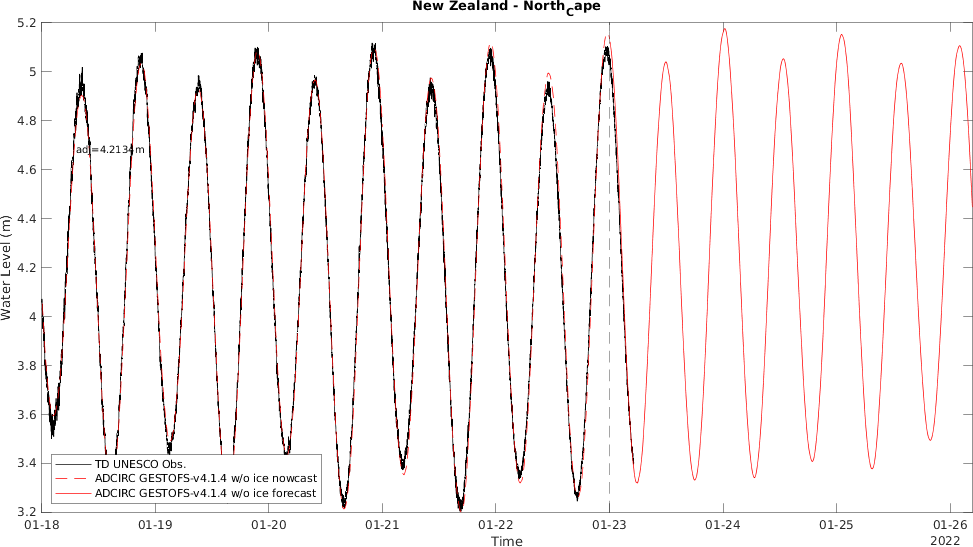 New Zealand - NorthCape
5.2
5
4.8
4.6
4.4
4.2
4
3.8
3.6
3.4
3.2
Water Level (m)
adj=4.2134m
TD UNESCO Obs.
ADCIRC GESTOFS-v4.1.4 w/o ice nowcast
ADCIRC GESTOFS-v4.1.4 w/o ice forecast
01-18 01-19 01-20 01-21 01-22 01-23 01-24 01-25 01-26
2022
Time